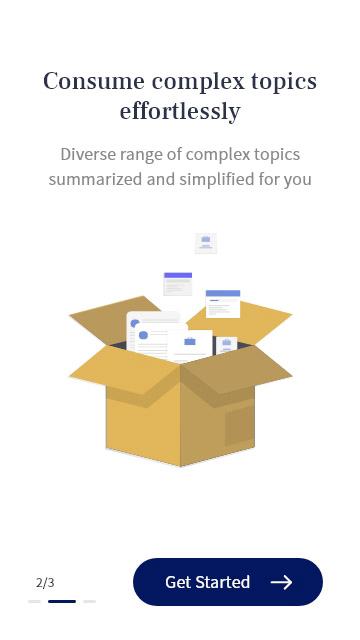 Consume complex topics
effortlessly
Diverse range of complex topics
summarized and simplified for you
2/3
Get Started